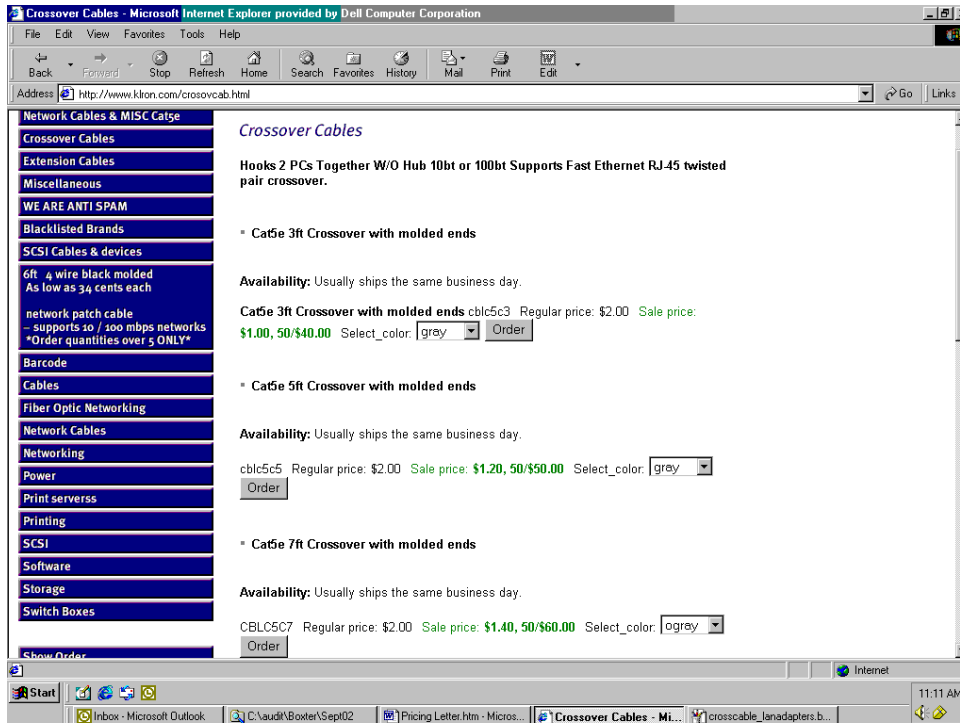 Crossover Cables - Microsoft Internet Explorer provided by Dell Computer Corporation
File Edit View Favorites Tools Help
Back Forward Stop Refresh Home Search Favorites History Mail Print Edit
Address http://www.klron.com/crosovcab.html Go Links
Network Cables & MISC Cat5e
Crossover Cables
Extension Cables
Miscellaneous
WE ARE ANTI SPAM
Blacklisted Brands
SCSI Cables & devices
6ft 4 wire black molded
As low as 34 cents each
network patch cable
– supports 10 / 100 mbps networks
*Order quantities over 5 ONLY*
Barcode
Cables
Fiber Optic Networking
Network Cables
Networking
Power
Print serverss
Printing
SCSI
Software
Storage
Switch Boxes
Show Order
Crossover Cables
Hooks 2 PCs Together W/O Hub 10bt or 100bt Supports Fast Ethernet RJ-45 twisted
pair crossover.
Cat5e 3ft Crossover with molded ends
Availability: Usually ships the same business day.
Cat5e 3ft Crossover with molded ends cblc5c3 Regular price: $2.00 Sale price:
$1.00, 50/$40.00 Select_color: gray Order
Cat5e 5ft Crossover with molded ends
Availability: Usually ships the same business day.
cblc5c5 Regular price: $2.00 Sale price: $1.20, 50/$50.00 Select_color: gray
Order
Cat5e 7ft Crossover with molded ends
Availability: Usually ships the same business day.
CBLC5C7 Regular price: $2.00 Sale price: $1.40, 50/$60.00 Select_color: ogray
Order
Internet
Start 11:11 AM
Inbox - Microsoft Outlook C:\audit\Boxter\Sept02 Pricing Letter.htm - Micros... Crossover Cables - Mi... crosscable_lanadapters.b...